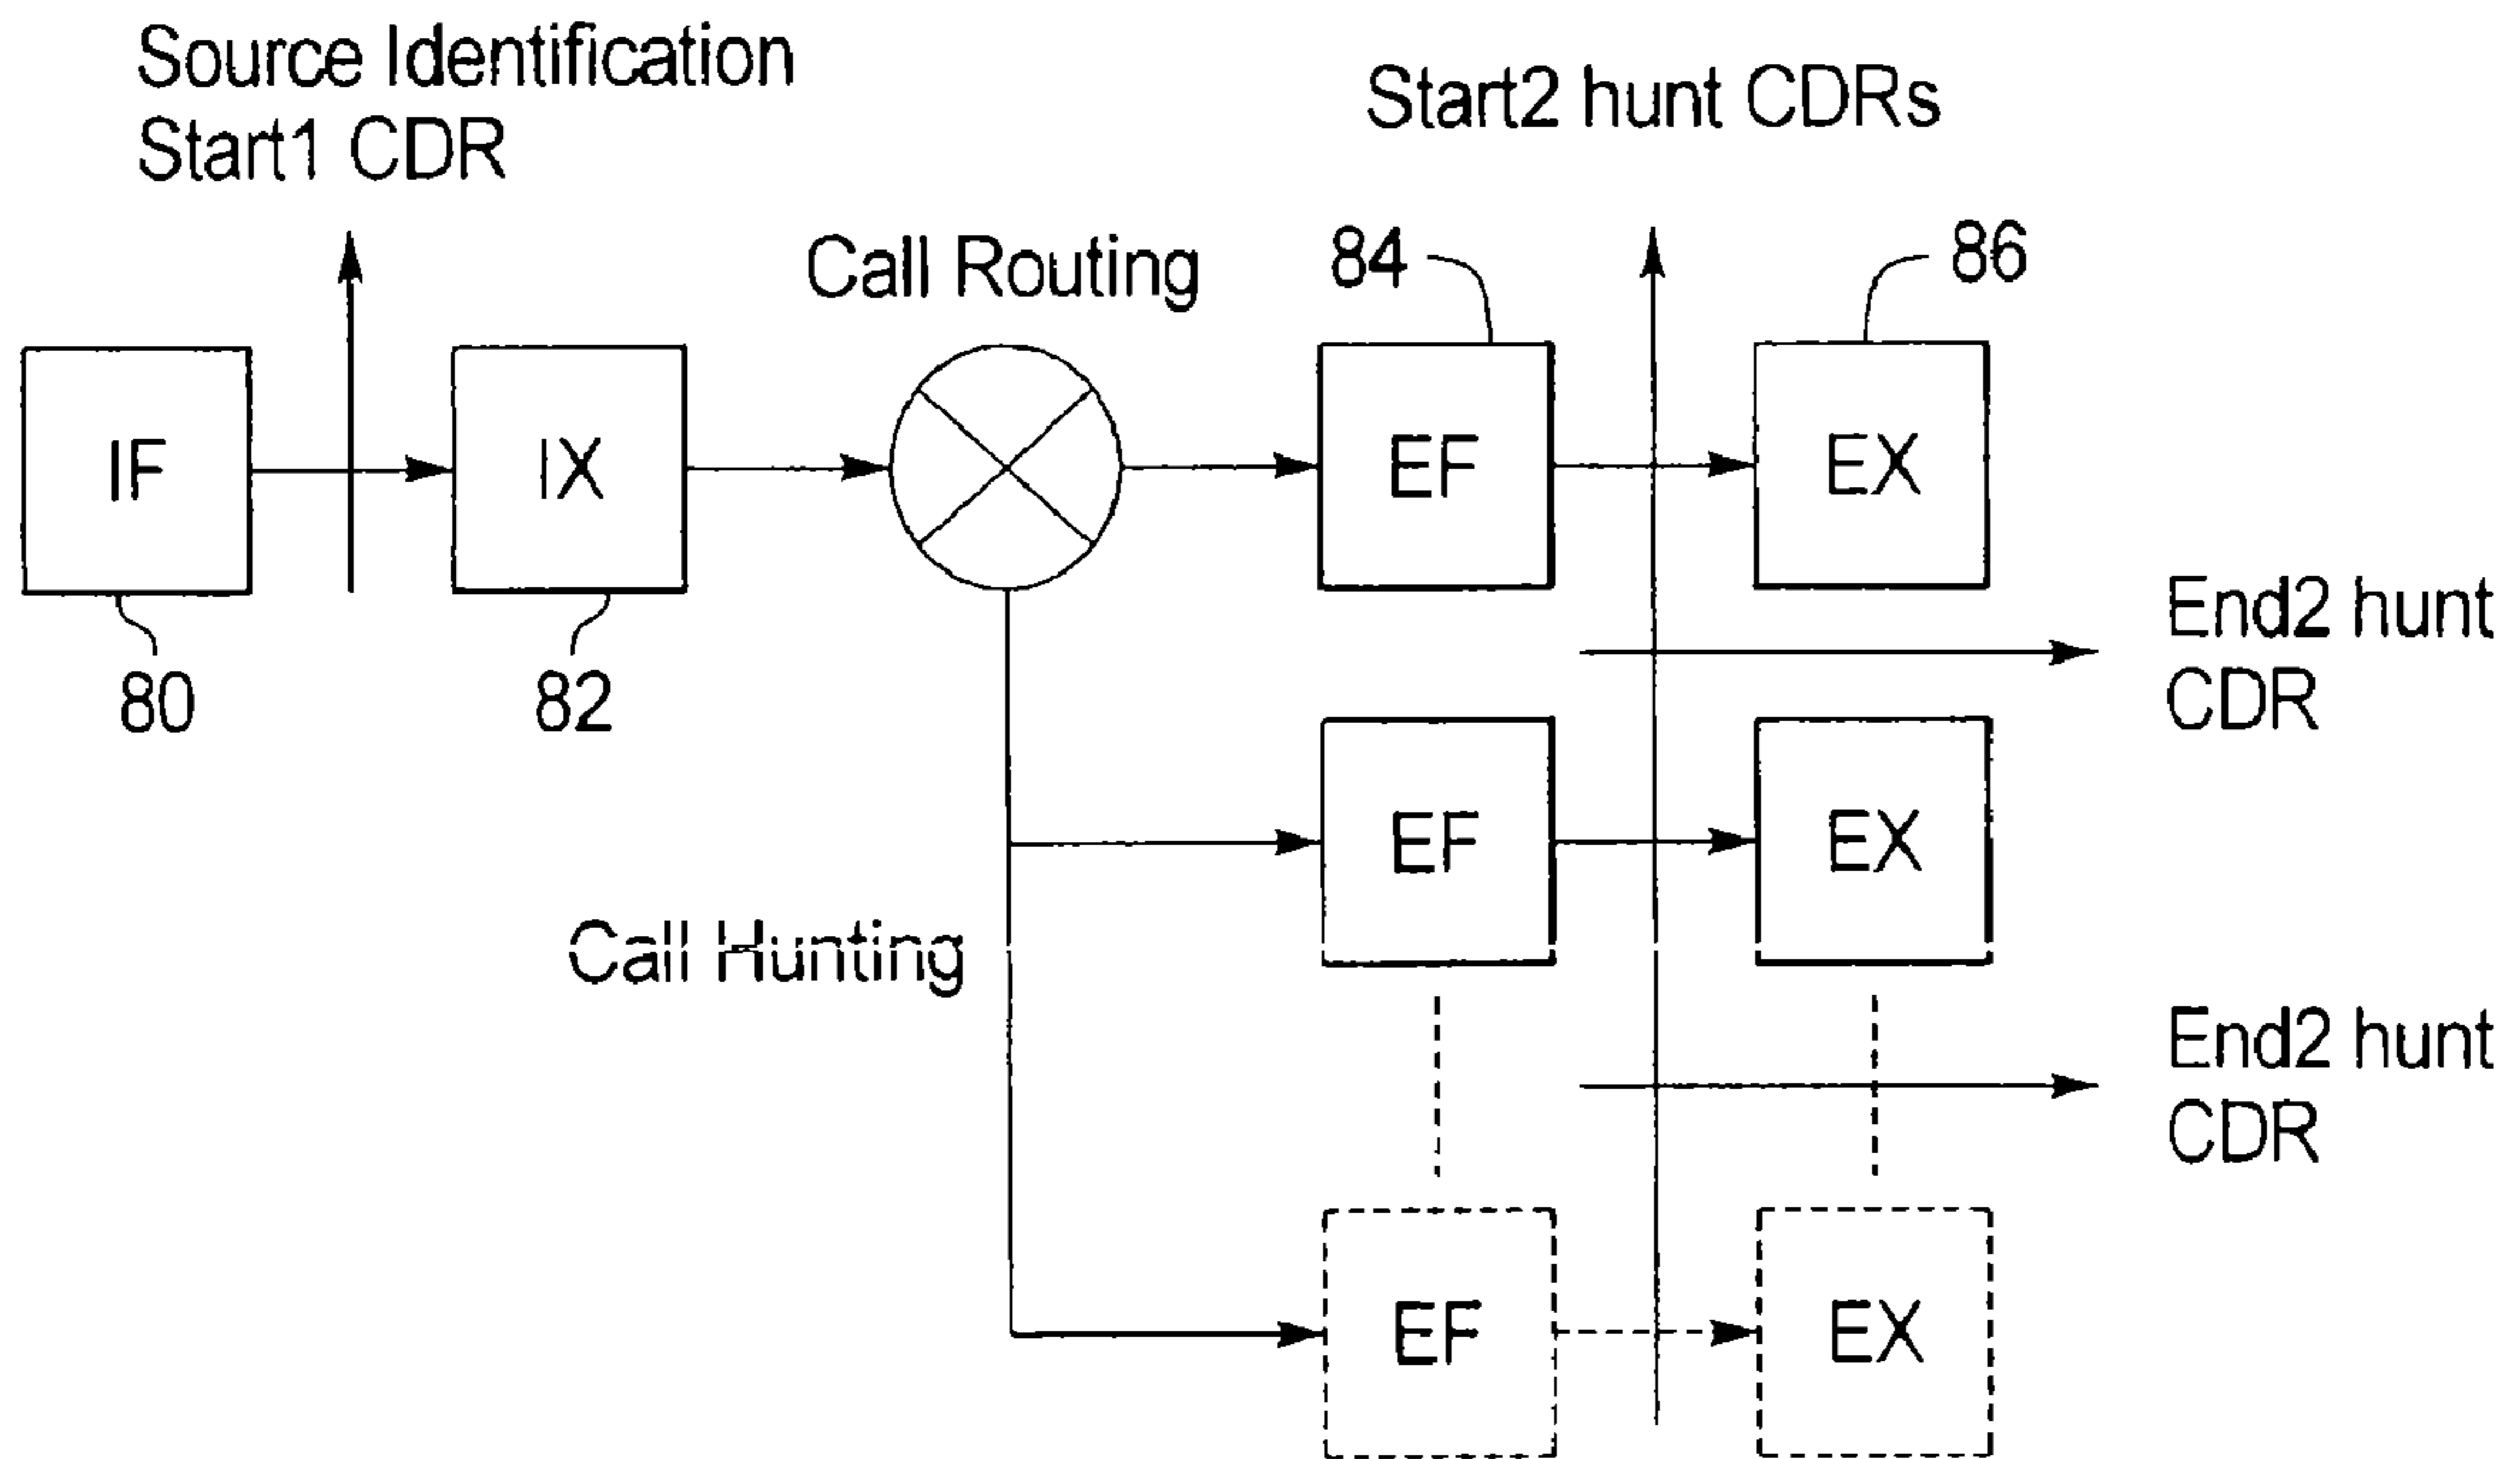 Source Identification
Start1 CDR
Start2 hunt CDRs
84
86
Call Routing
IF
IX
EF
EX
80
82
End2 hunt
CDR
EF
EX
Call Hunting
End2 hunt
CDR
EF
EX